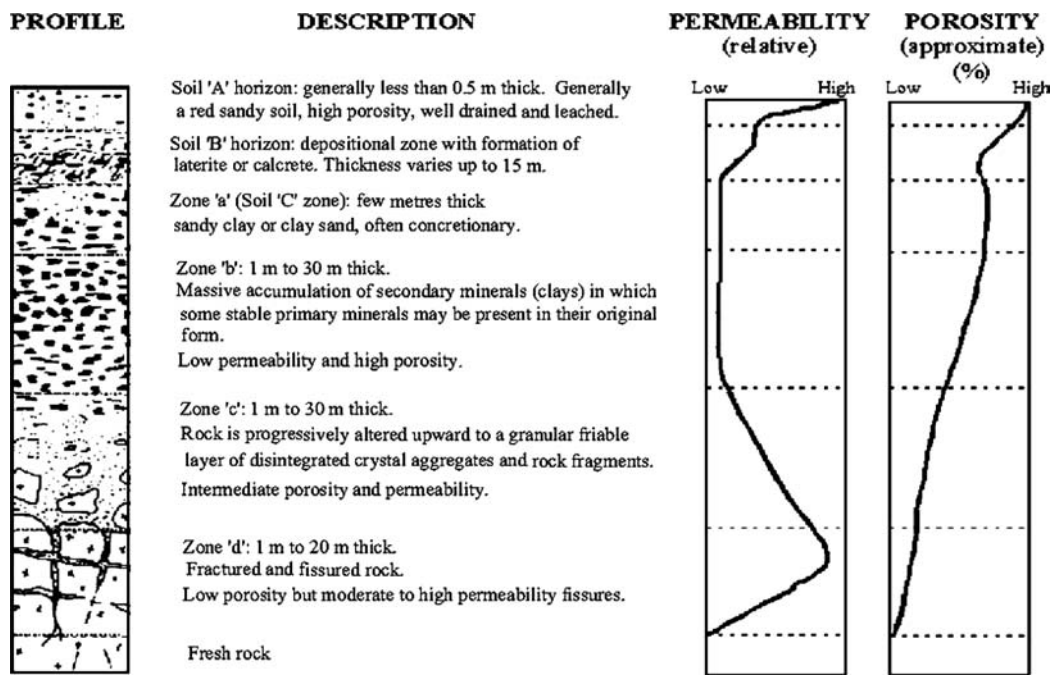 PROFILE
DESCRIPTION
PERMEABILITY
(relative)
POROSITY
(approximate)
(%)
Low High
Low High
Soil 'A' horizon: generally less than 0.5 m thick. Generally
a red sandy soil, high porosity, well drained and leached.
Soil 'B' horizon: depositional zone with formation of
laterite or calcrete. Thickness varies up to 15 m.
Zone 'a' (Soil 'C' zone): few metres thick
sandy clay or clay sand, often concretionary.
Zone 'b': 1 m to 30 m thick.
Massive accumulation of secondary minerals (clays) in which
some stable primary minerals may be present in their original
form.
Low permeability and high porosity.
Zone 'c': 1 m to 30 m thick.
Rock is progressively altered upward to a granular friable
layer of disintegrated crystal aggregates and rock fragments.
Intermediate porosity and permeability.
Zone 'd': 1 m to 20 m thick.
Fractured and fissured rock.
Low porosity but moderate to high permeability fissures.
Fresh rock